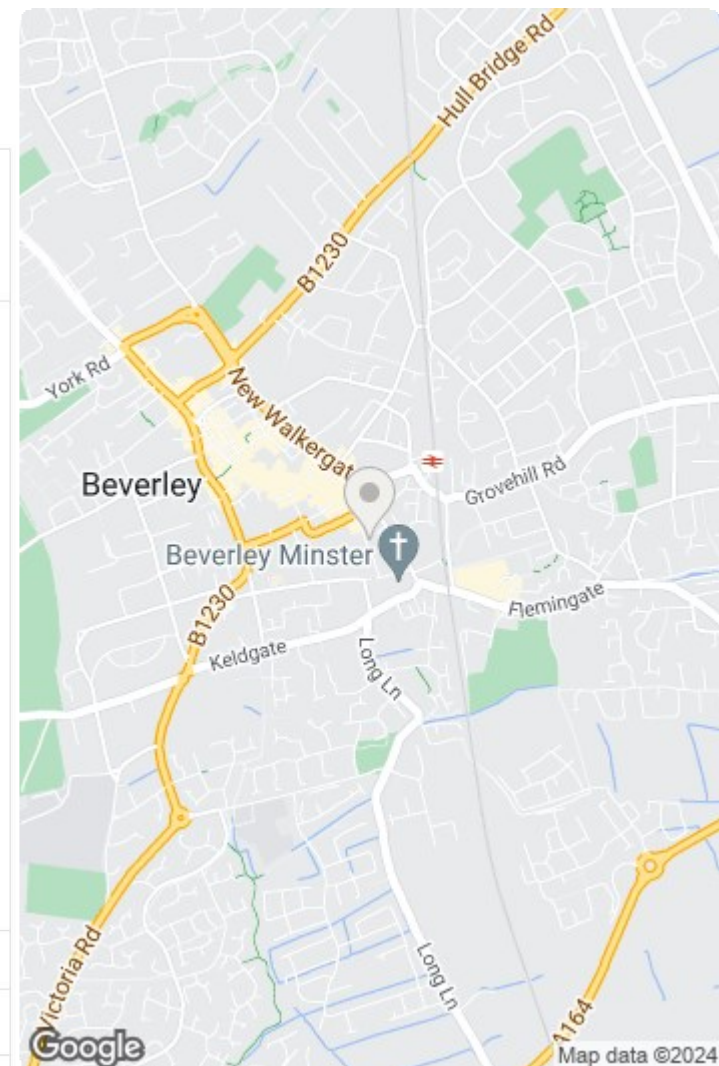 Hull Bridge Rd
B1230
York Rd
New Walkergat
Beverley
Grovehill Rd
Beverley Minster
Flemingate
B1230
Keldgate
Long Ln
Victoria Rd
Long Ln
A164
Google
Map data ©2024